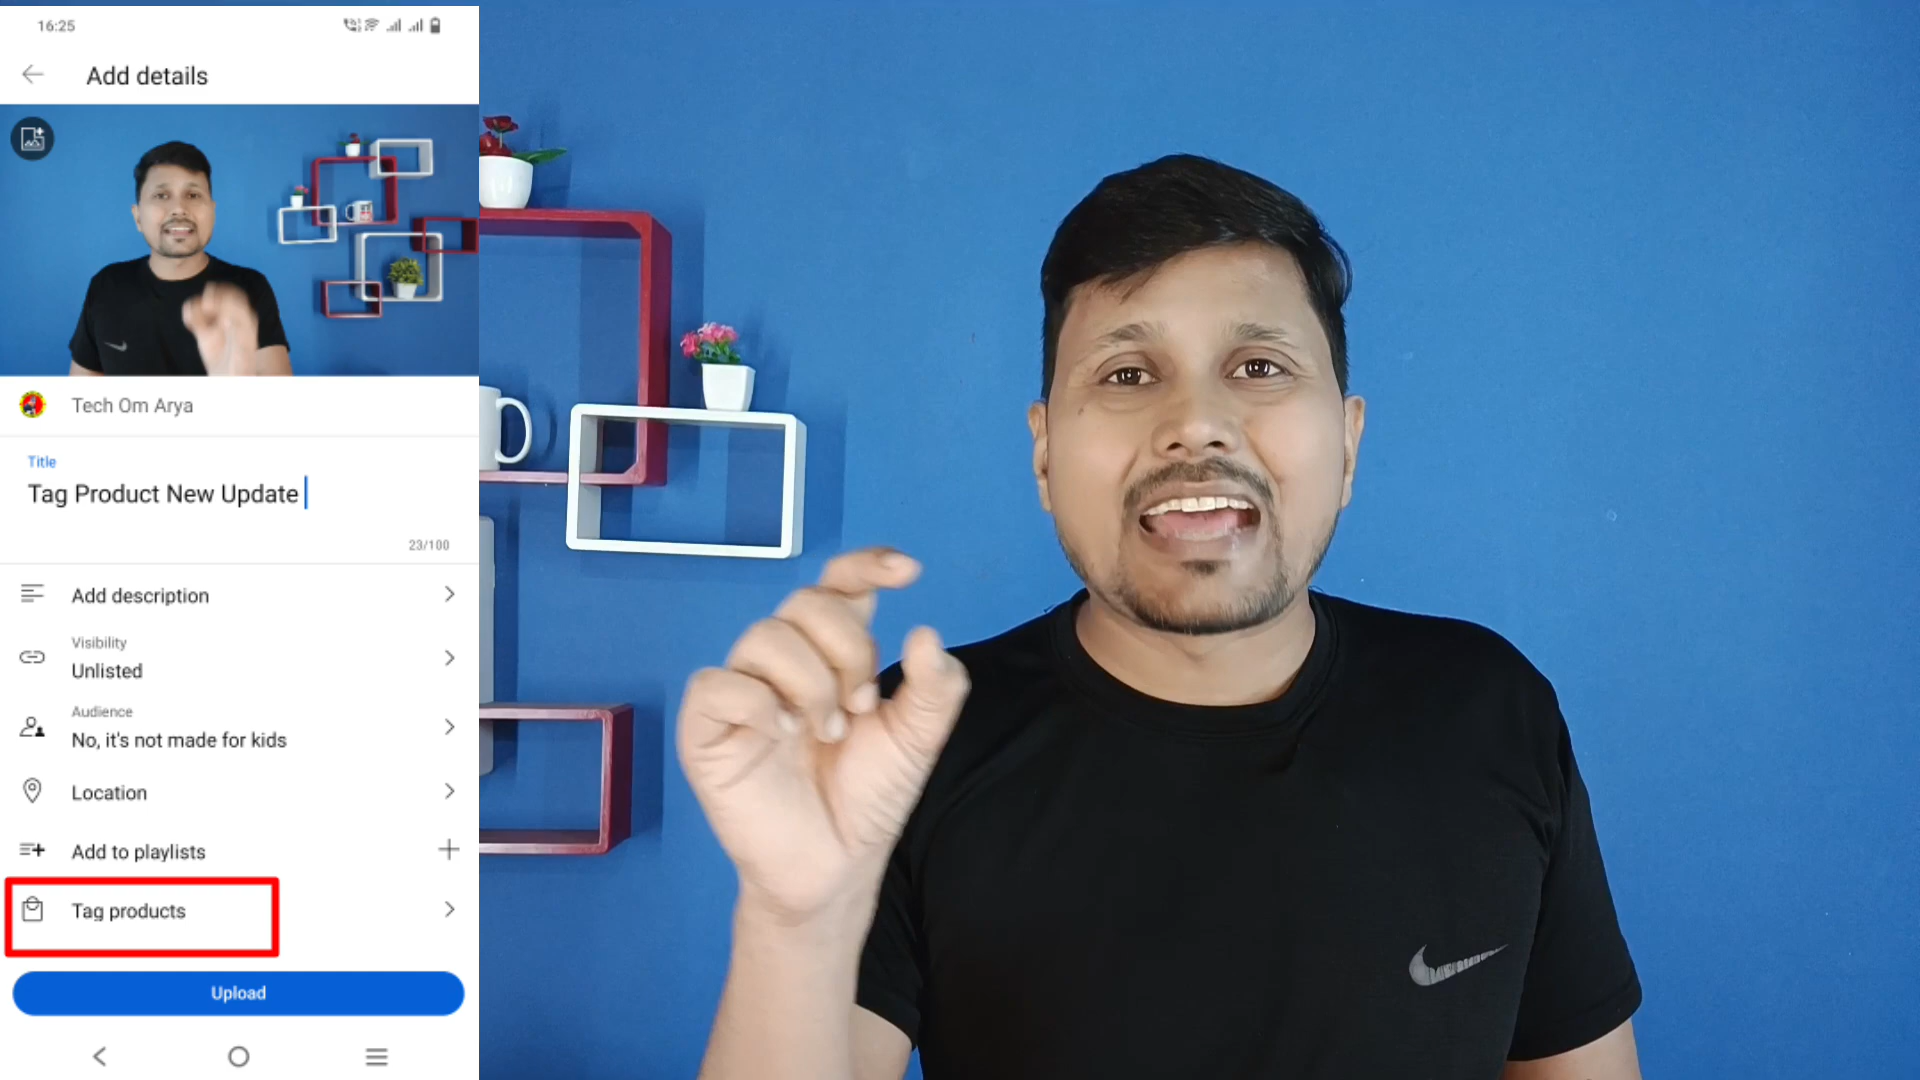 16:25
Add details
Tech Om Arya
Title
Tag Product New Update
23/100
Add description
Visibility
Unlisted
Audience
No, it's not made for kids
Location
Add to playlists
Tag products
Upload